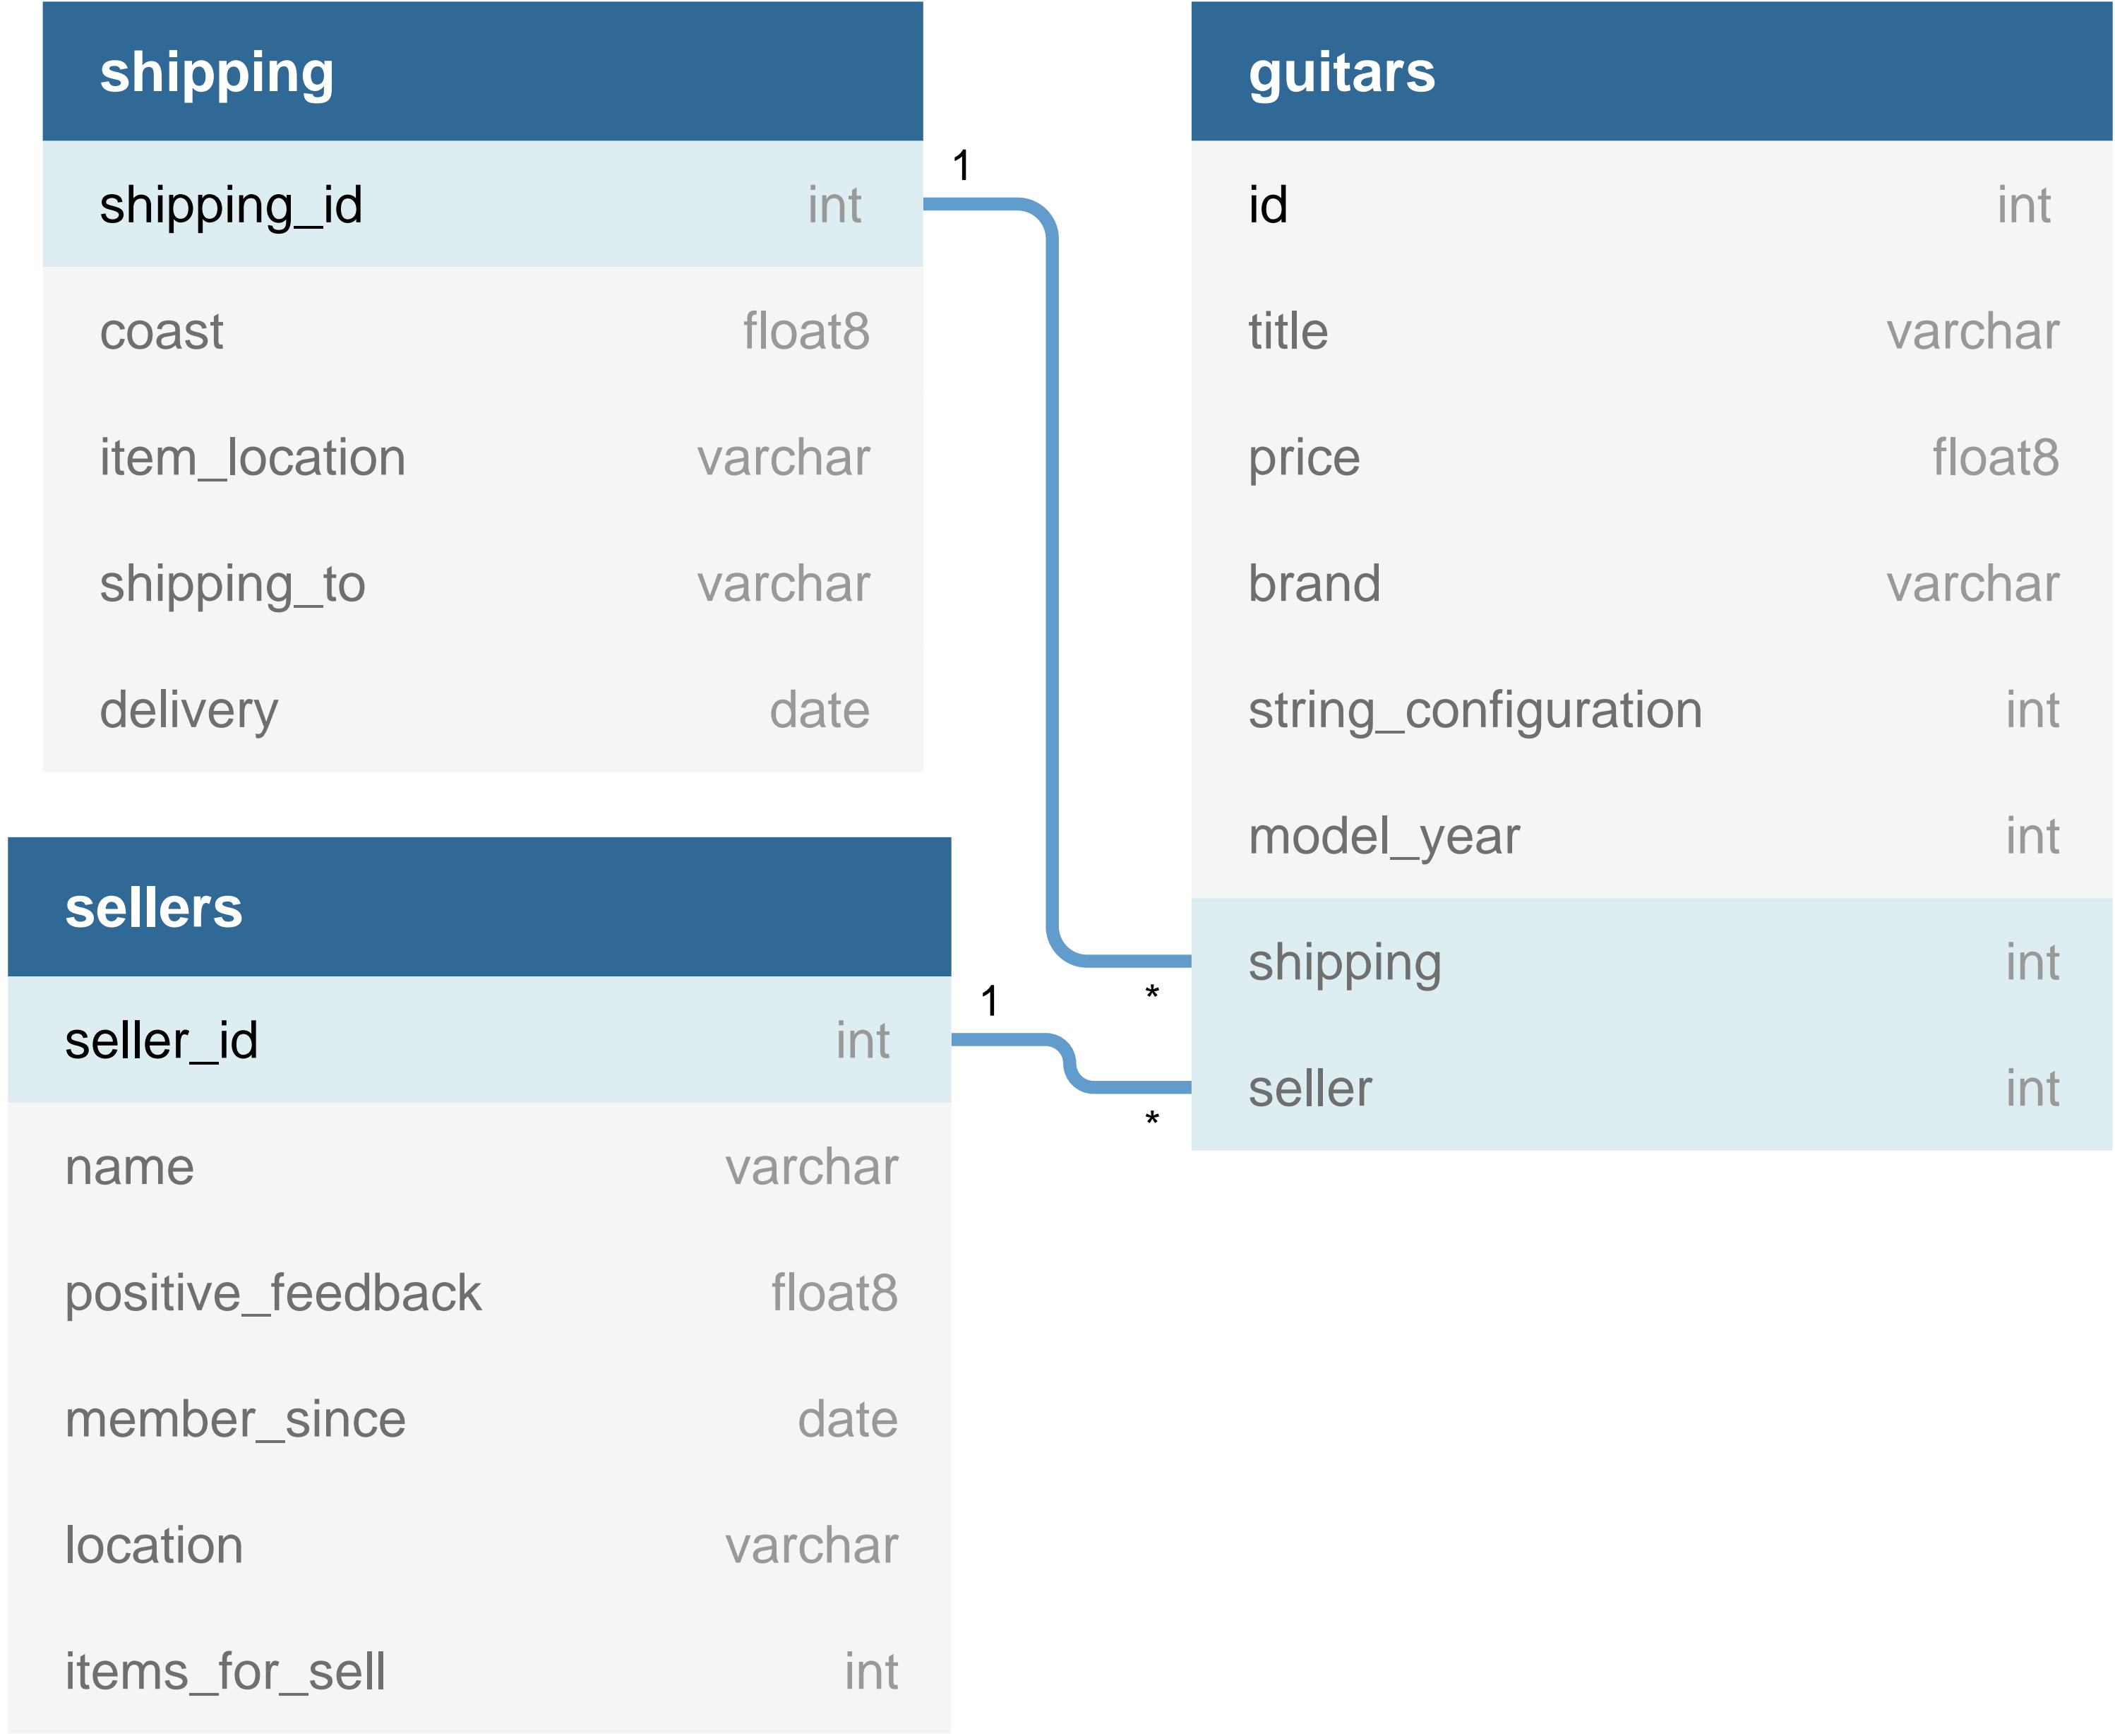 shipping
shipping_id int
coast float8
item_location varchar
shipping_to varchar
delivery date
1
*
guitars
id int
title varchar
price float8
brand varchar
string_configuration int
model_year int
shipping int
seller int
sellers
seller_id int
name varchar
positive_feedback float8
member_since date
location varchar
items_for_sell int
1
*